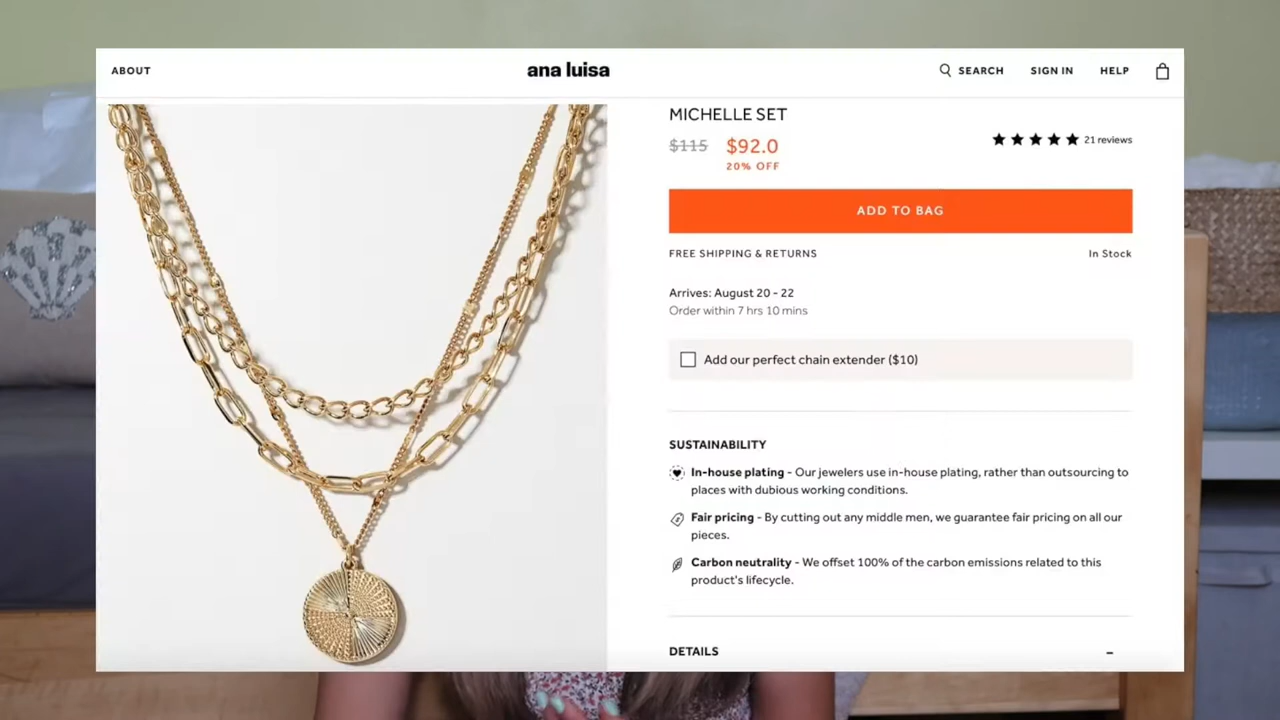 ABOUT
ana luisa
SEARCH
SIGN IN
HELP
MICHELLE SET
$115 $92.0
20% OFF
21 reviews
ADD TO BAG
FREE SHIPPING & RETURNS
In Stock
Arrives: August 20 - 22
Order within 7 hrs 10 mins
Add our perfect chain extender ($10)
SUSTAINABILITY
In-house plating - Our jewelers use in-house plating, rather than outsourcing to
places with dubious working conditions.
Fair pricing - By cutting out any middle men, we guarantee fair pricing on all our
pieces.
Carbon neutrality - We offset 100% of the carbon emissions related to this
product's lifecycle.
DETAILS